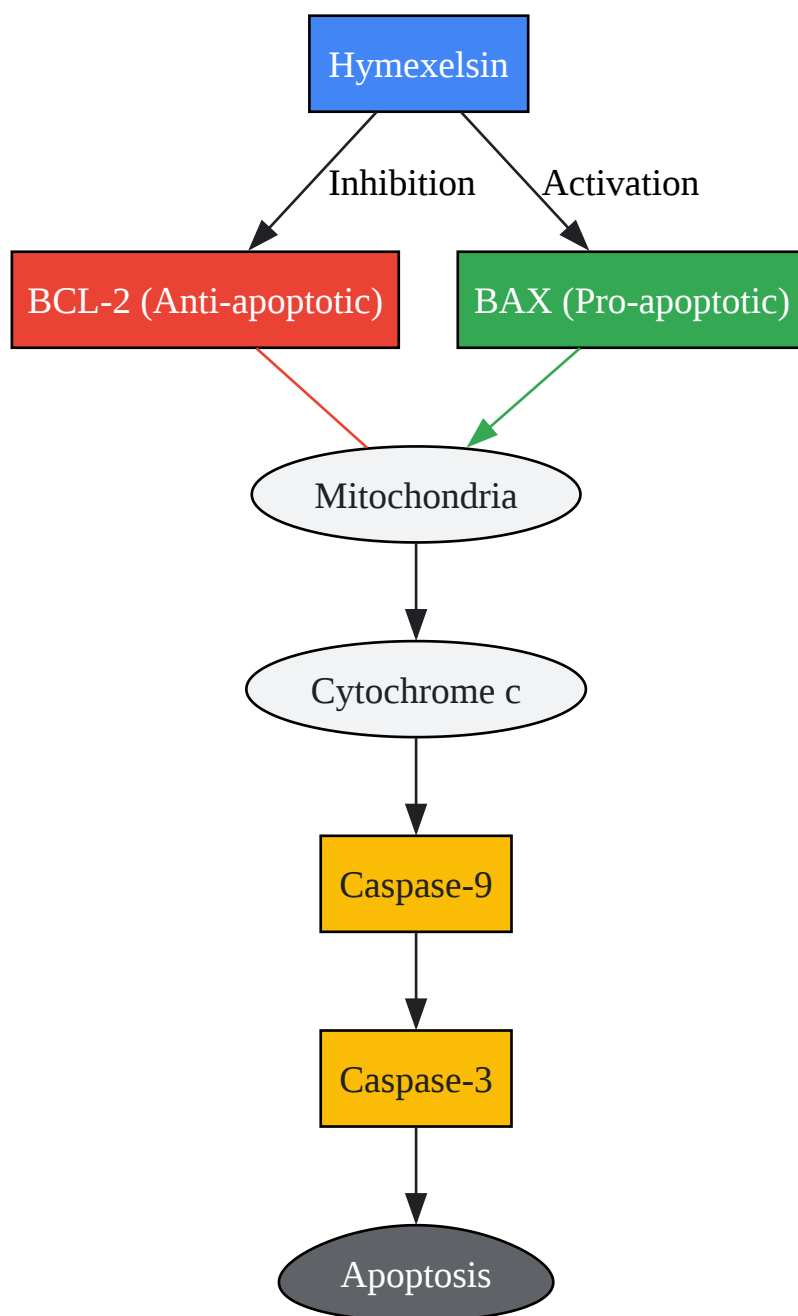 Hymexelsin
Inhibition
Activation
BCL-2 (Anti-apoptotic)
BAX (Pro-apoptotic)
Mitochondria
Cytochrome c
Caspase-9
Caspase-3
Apoptosis